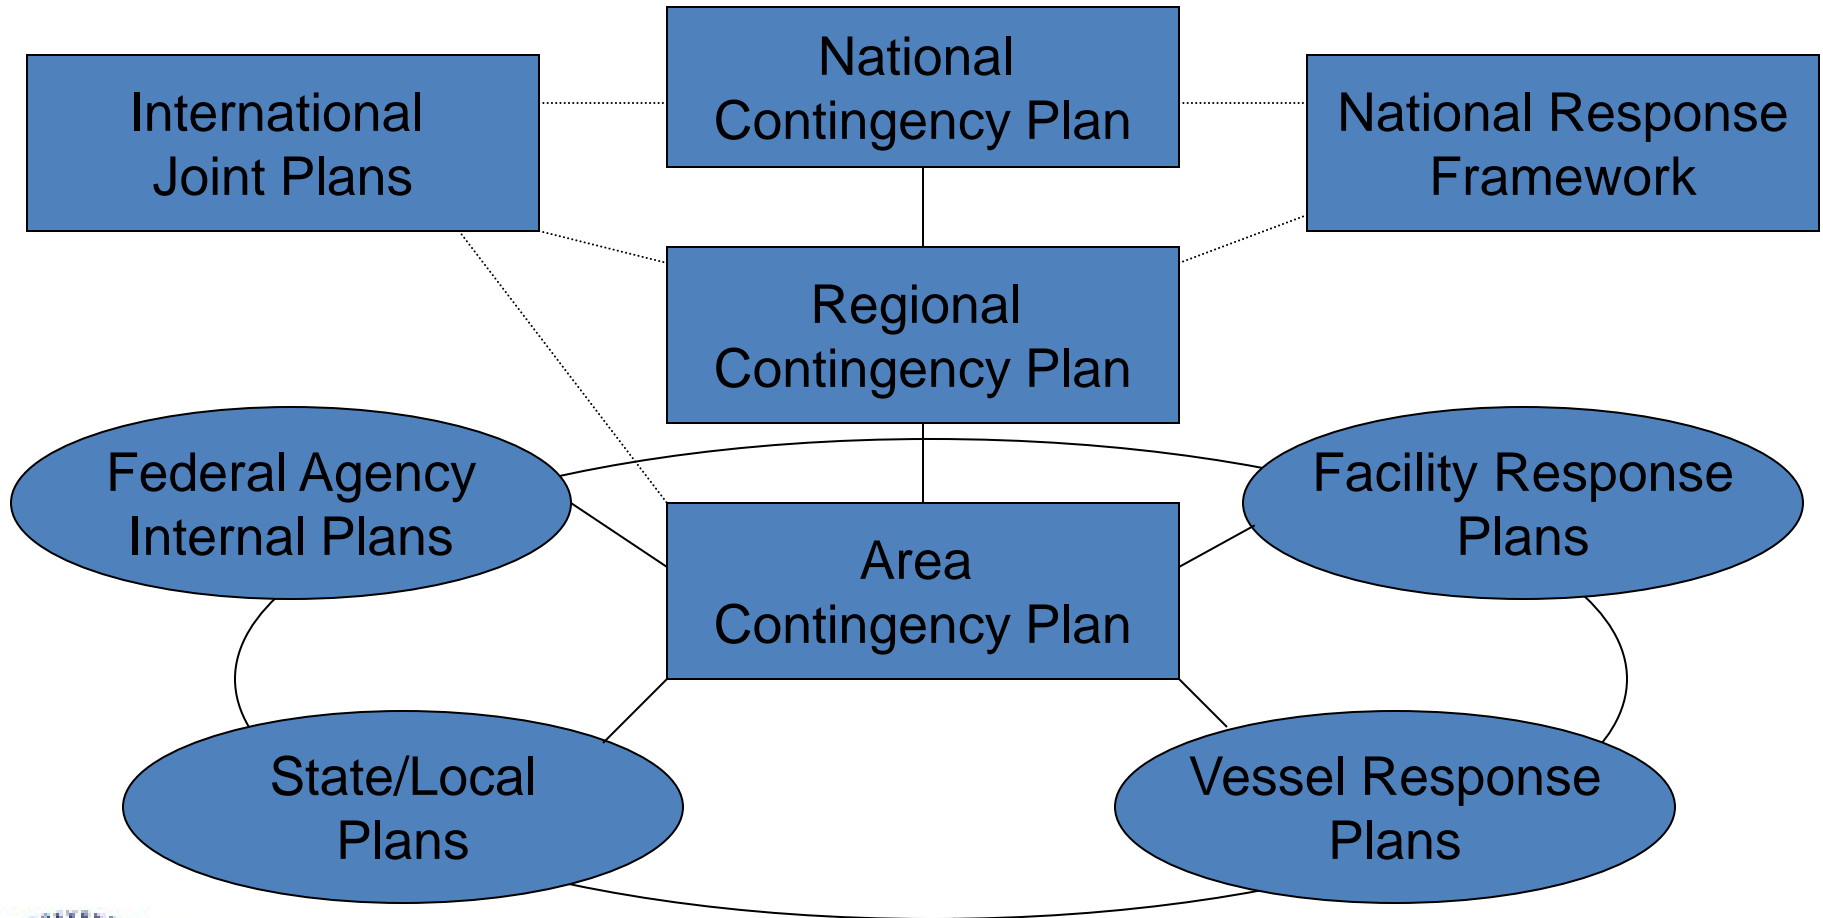 National
Contingency Plan
International
Joint Plans
National Response
Framework
Regional
Contingency Plan
Federal Agency
Internal Plans
Facility Response
Plans
Area
Contingency Plan
State/Local
Plans
Vessel Response
Plans